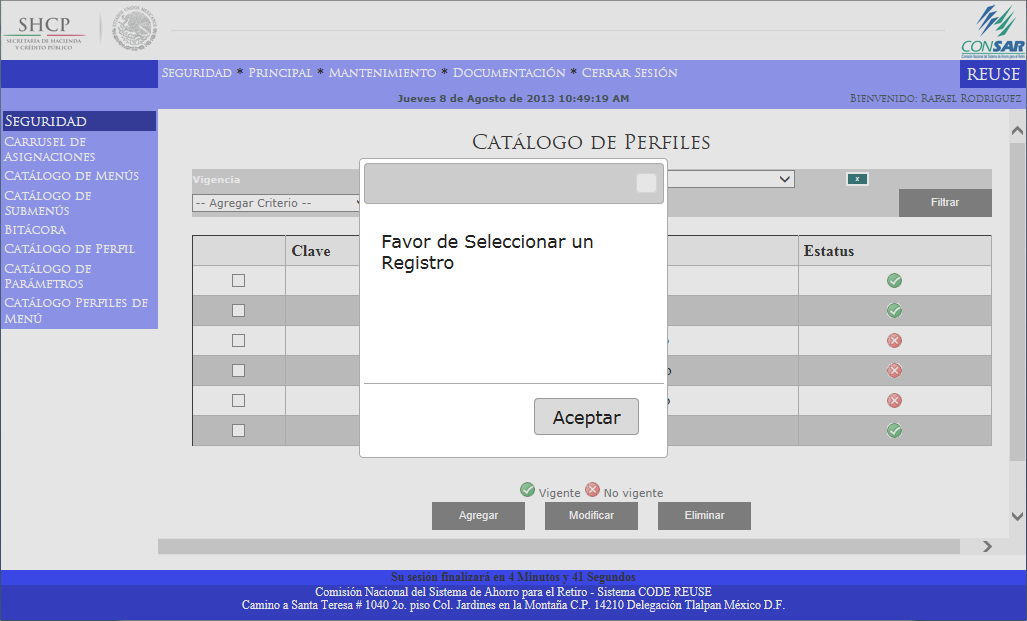 SHCP
SECRETARÍA DE HACIENDA
Y CRÉDITO PÚBLICO
CONSAR
SEGURIDAD * PRINCIPAL * MANTENIMIENTO * DOCUMENTACIÓN * CERRAR SESIÓN
REUSE
Jueves 8 de Agosto de 2013 10:49:19 AM
BIENVENIDO: RAFAEL RODRIGUEZ
SEGURIDAD
CARRUSEL DE
ASIGNACIONES
CATÁLOGO DE MENÚS
CATÁLOGO DE
SUBMENÚS
BITÁCORA
CATÁLOGO DE PERFIL
CATÁLOGO DE
PARÁMETROS
CATÁLOGO PERFILES DE
MENÚ
CATÁLOGO DE PERFILES
Vigencia
x
-- Agregar Criterio --
Filtrar
Clave
Estatus
Favor de Seleccionar un
Registro
Aceptar
Vigente
No vigente
Agregar
Modificar
Eliminar
Su sesión finalizará en 4 Minutos y 41 Segundos
Comisión Nacional del Sistema de Ahorro para el Retiro - Sistema CODE REUSE
Camino a Santa Teresa # 1040 2o. piso Col. Jardines en la Montaña C.P. 14210 Delegación Tlalpan México D.F.